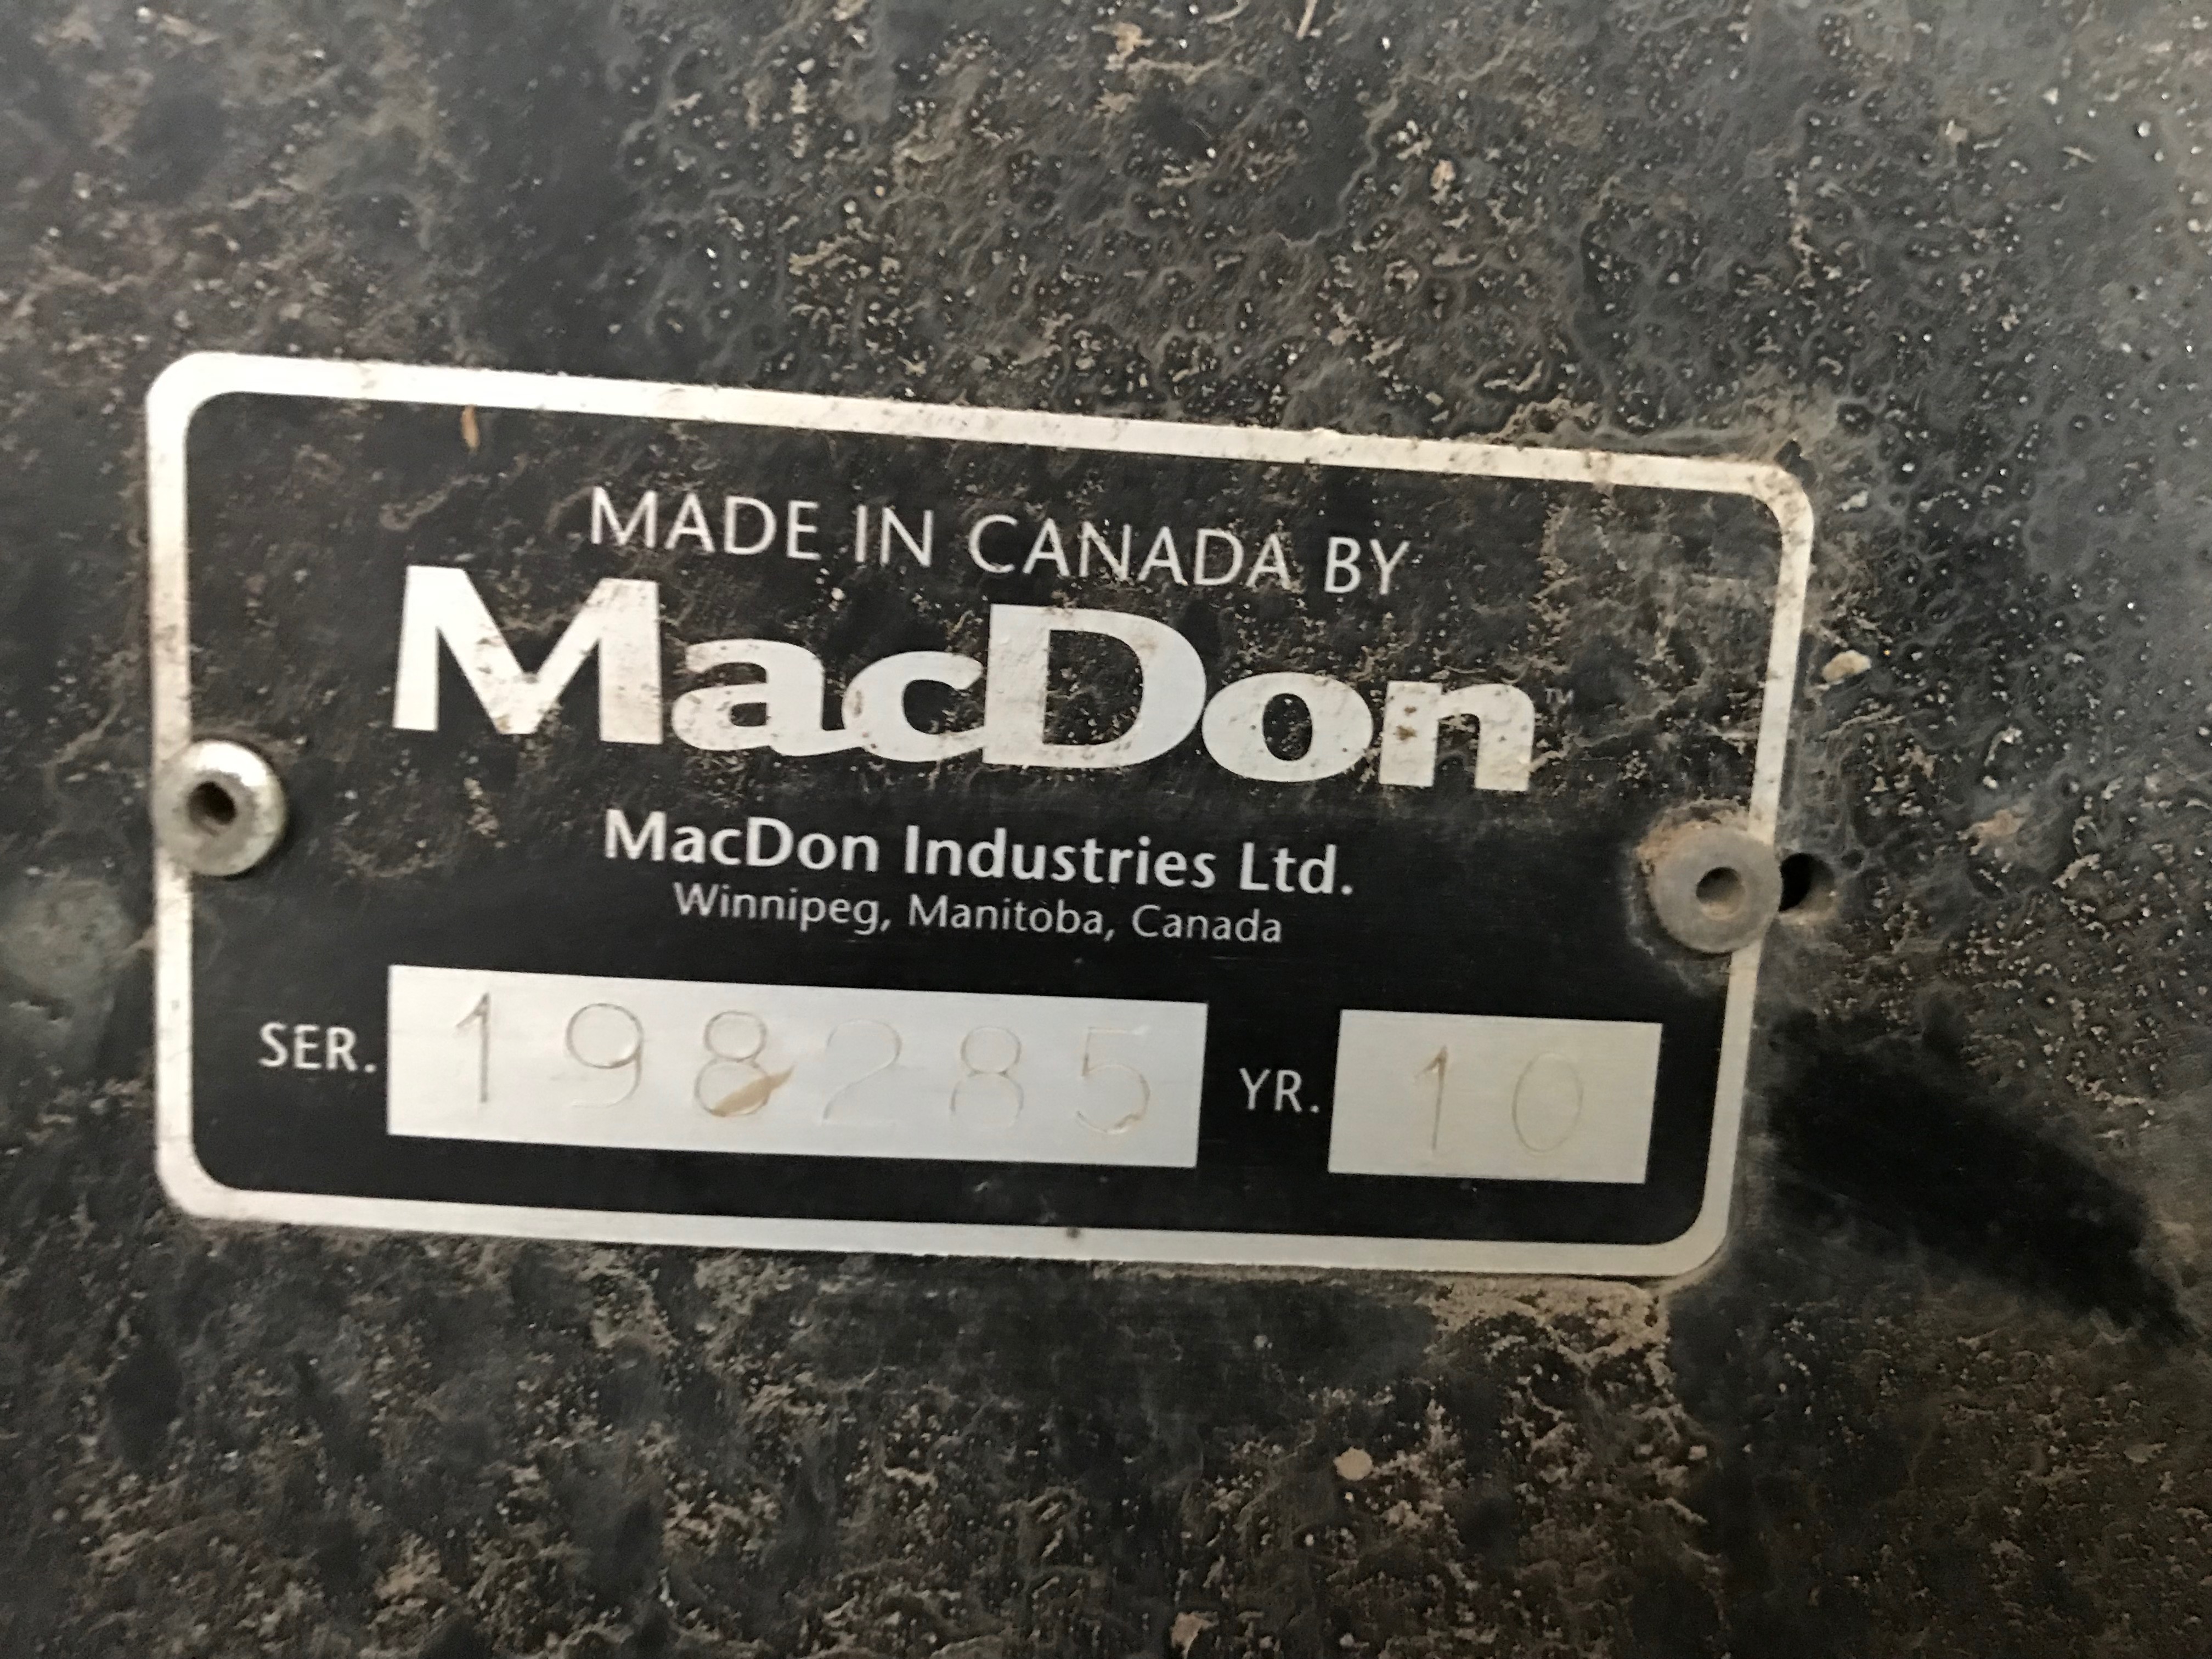 MADE IN CANADA BY
MacDon™
MacDon Industries Ltd.
Winnipeg, Manitoba, Canada
SER. 198285 YR. 10